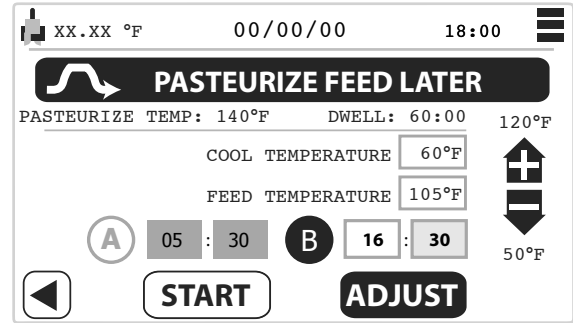 XX.XX °F 00/00/00 18:00
PASTEURIZE FEED LATER
PASTEURIZE TEMP: 140°F DWELL: 60:00 120°F
COOL TEMPERATURE 60°F
FEED TEMPERATURE 105°F
A 05 : 30 B 16 : 30
50°F
START ADJUST